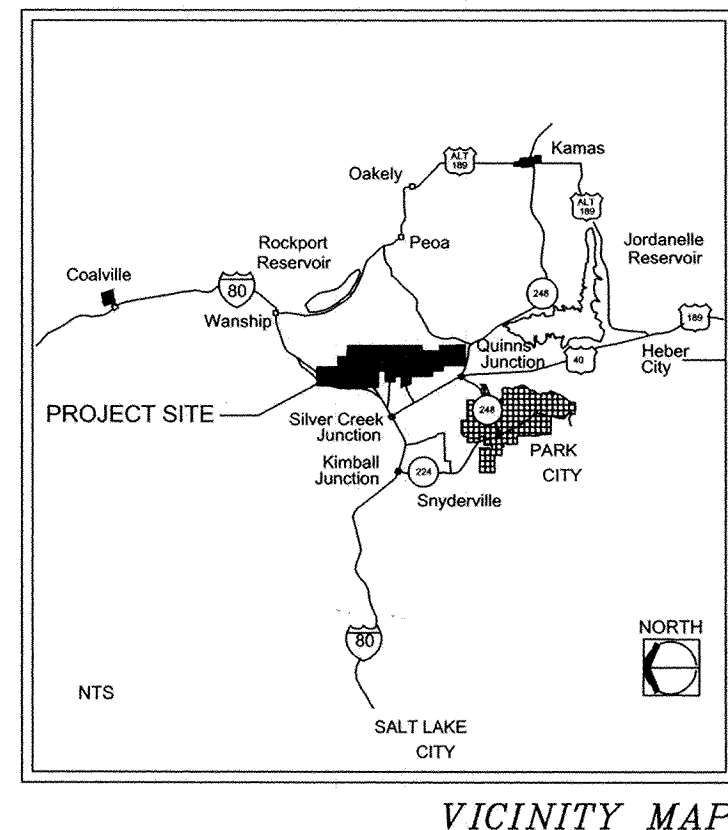 Kamas
ALT
189
Oakely
ALT
189
Rockport
Reservoir
Peoa
Jordanelle
Reservoir
Coalville
80
248
Wanship
189
Quinns
Junction
40
Heber
City
PROJECT SITE
Silver Creek
Junction
248
PARK
CITY
Kimball
Junction
224
Snyderville
NORTH
80
NTS
SALT LAKE
CITY
VICINITY MAP